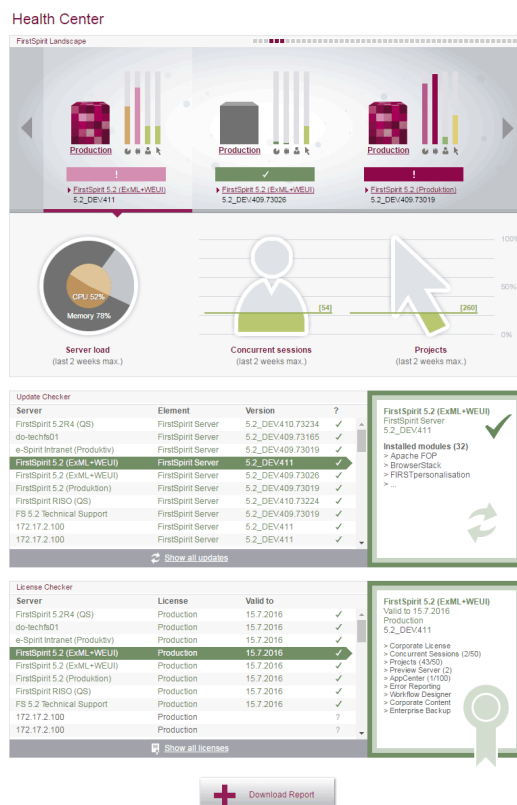 Health Center
FirstSpirit Landscape
Production Production Production
! ✓ !
FirstSpirit 5.2 (ExML+WEUI) FirstSpirit 5.2 (ExML+WEUI) FirstSpirit 5.2 (Produktion)
5.2_DEV.411 5.2_DEV.409.73026 5.2_DEV.409.73019
100%
50%
0%
CPU 52%
Memory 78%
[54]
[260]
Server load Concurrent sessions Projects
(last 2 weeks max.) (last 2 weeks max.) (last 2 weeks max.)
Update Checker
Server Element Version ?
FirstSpirit 5.2R4 (QS) FirstSpirit Server 5.2_DEV.410.73234 ✓
do-techfs01 FirstSpirit Server 5.2_DEV.409.73165 ✓
e-Spirit Intranet (Produktiv) FirstSpirit Server 5.2_DEV.409.73019 ✓
FirstSpirit 5.2 (ExML+WEUI) FirstSpirit Server 5.2_DEV.411 ✓
FirstSpirit 5.2 (ExML+WEUI) FirstSpirit Server 5.2_DEV.409.73026 ✓
FirstSpirit 5.2 (Produktion) FirstSpirit Server 5.2_DEV.409.73019 ✓
FirstSpirit RISO (QS) FirstSpirit Server 5.2_DEV.410.73224 ✓
FS 5.2 Technical Support FirstSpirit Server 5.2_DEV.409.73019 ✓
172.17.2.100 FirstSpirit Server 5.2_DEV.411 ✓
172.17.2.100 FirstSpirit Server 5.2_DEV.411 ✓
Show all updates
FirstSpirit 5.2 (ExML+WEUI)
FirstSpirit Server
5.2_DEV.411
Installed modules (32)
> Apache FOP
> BrowserStack
> FIRSTpersonalisation
> ...
License Checker
Server License Valid to
FirstSpirit 5.2R4 (QS) Production 15.7.2016 ✓
do-techfs01 Production 15.7.2016 ✓
e-Spirit Intranet (Produktiv) Production 15.7.2016 ✓
FirstSpirit 5.2 (ExML+WEUI) Production 15.7.2016 ✓
FirstSpirit 5.2 (ExML+WEUI) Production 15.7.2016 ✓
FirstSpirit 5.2 (Produktion) Production 15.7.2016 ✓
FirstSpirit RISO (QS) Production 15.7.2016 ✓
FS 5.2 Technical Support Production 15.7.2016 ✓
172.17.2.100 Production ?
172.17.2.100 Production ?
Show all licenses
FirstSpirit 5.2 (ExML+WEUI)
Valid to 15.7.2016
Production
5.2_DEV.411
> Corporate License
> Concurrent Sessions (2/50)
> Projects (43/50)
> Preview Server (2)
> AppCenter (1/100)
> Error Reporting
> Workflow Designer
> Corporate Content
> Enterprise Backup
Download Report